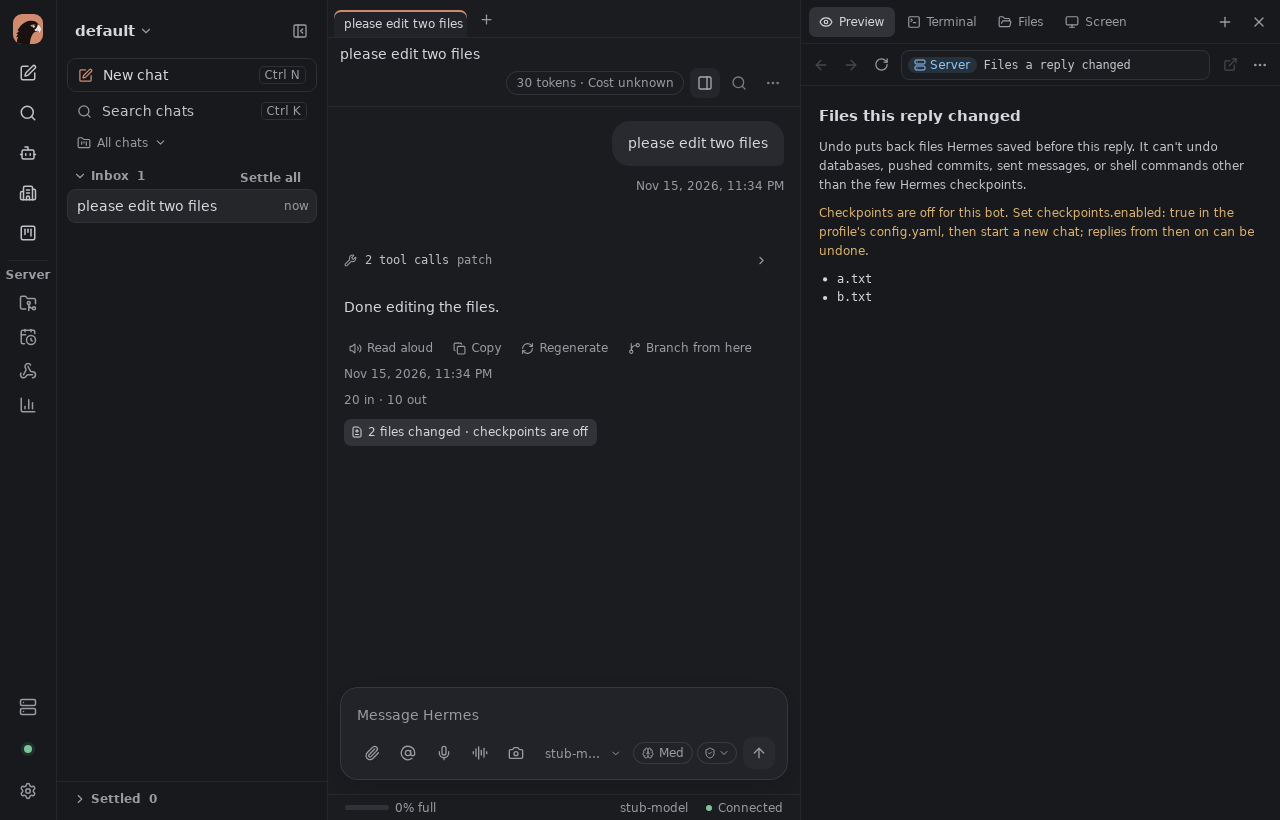 default
New chat
Ctrl N
Search chats
Ctrl K
All chats
Inbox 1
Settle all
please edit two files
now
Server
Settled 0
please edit two files
please edit two files
30 tokens · Cost unknown
please edit two files
Nov 15, 2026, 11:34 PM
2 tool calls patch
Done editing the files.
Read aloud
Copy
Regenerate
Branch from here
Nov 15, 2026, 11:34 PM
20 in · 10 out
2 files changed · checkpoints are off
Message Hermes
stub-m...
Med
0% full
stub-model
Connected
Preview
Terminal
Files
Screen
Server
Files a reply changed
Files this reply changed
Undo puts back files Hermes saved before this reply. It can't undo
databases, pushed commits, sent messages, or shell commands other
than the few Hermes checkpoints.
Checkpoints are off for this bot. Set checkpoints.enabled: true in the
profile's config.yaml, then start a new chat; replies from then on can be
undone.
• a.txt
• b.txt